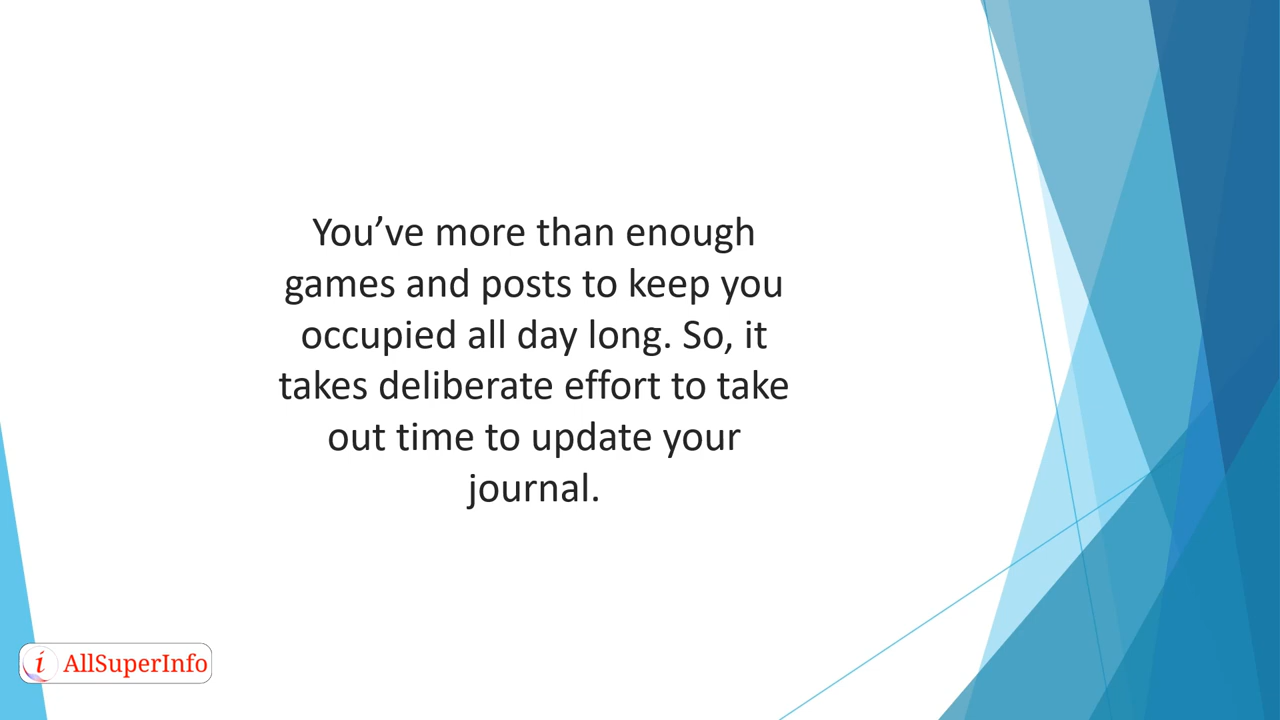 You’ve more than enough
games and posts to keep you
occupied all day long. So, it
takes deliberate effort to take
out time to update your
journal.
i AllSuperInfo